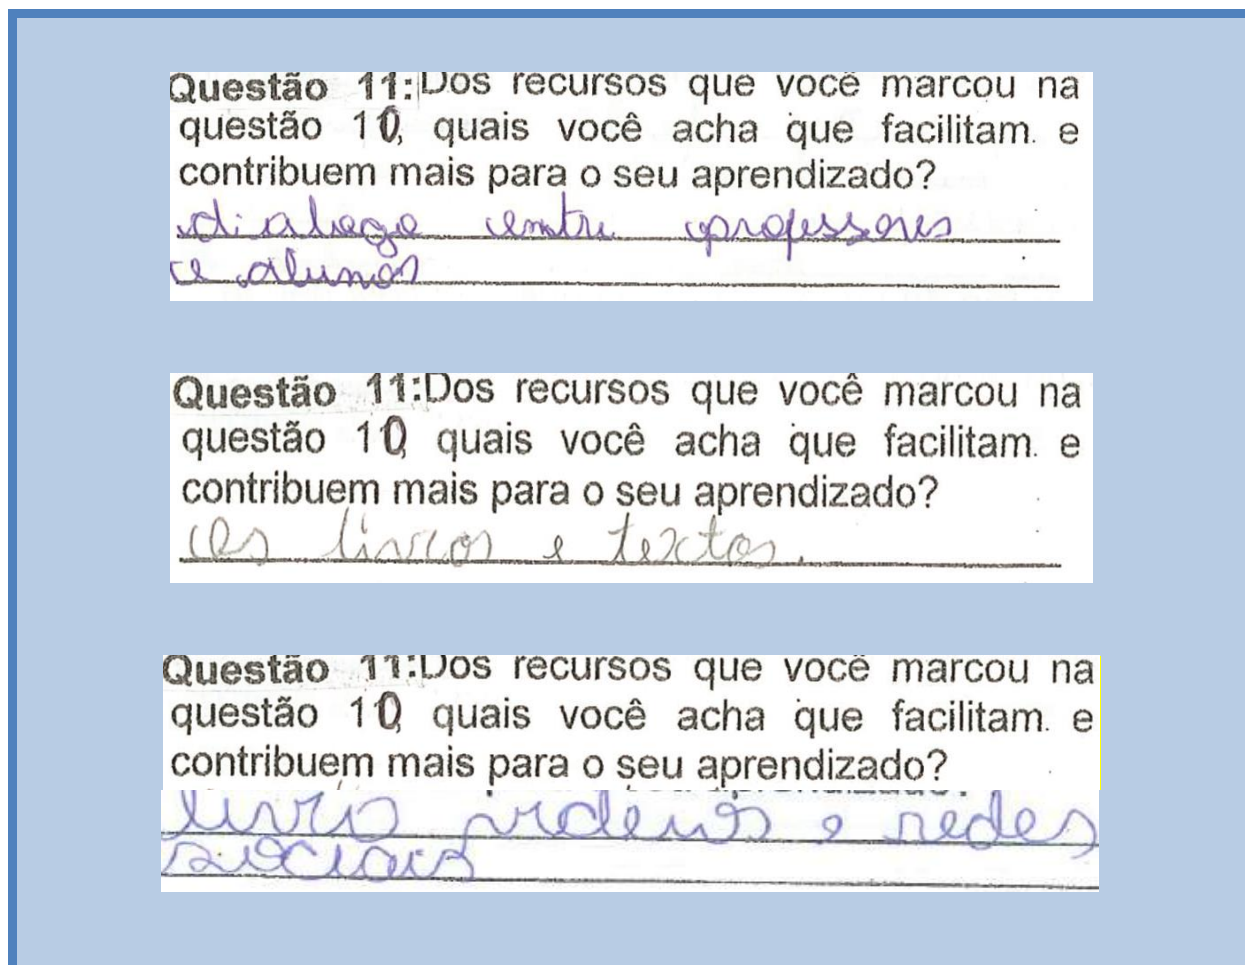 Questão 11: Dos recursos que você marcou na
questão 10, quais você acha que facilitam. e
contribuem mais para o seu aprendizado?
dialogo entre professores
e alunos
Questão 11:Dos recursos que você marcou na
questão 10, quais você acha que facilitam. e
contribuem mais para o seu aprendizado?
os livros e textos.
Questão 11:Dos recursos que você marcou na
questão 10, quais você acha que facilitam. e
contribuem mais para o seu aprendizado?
livro videos e redes
sociais